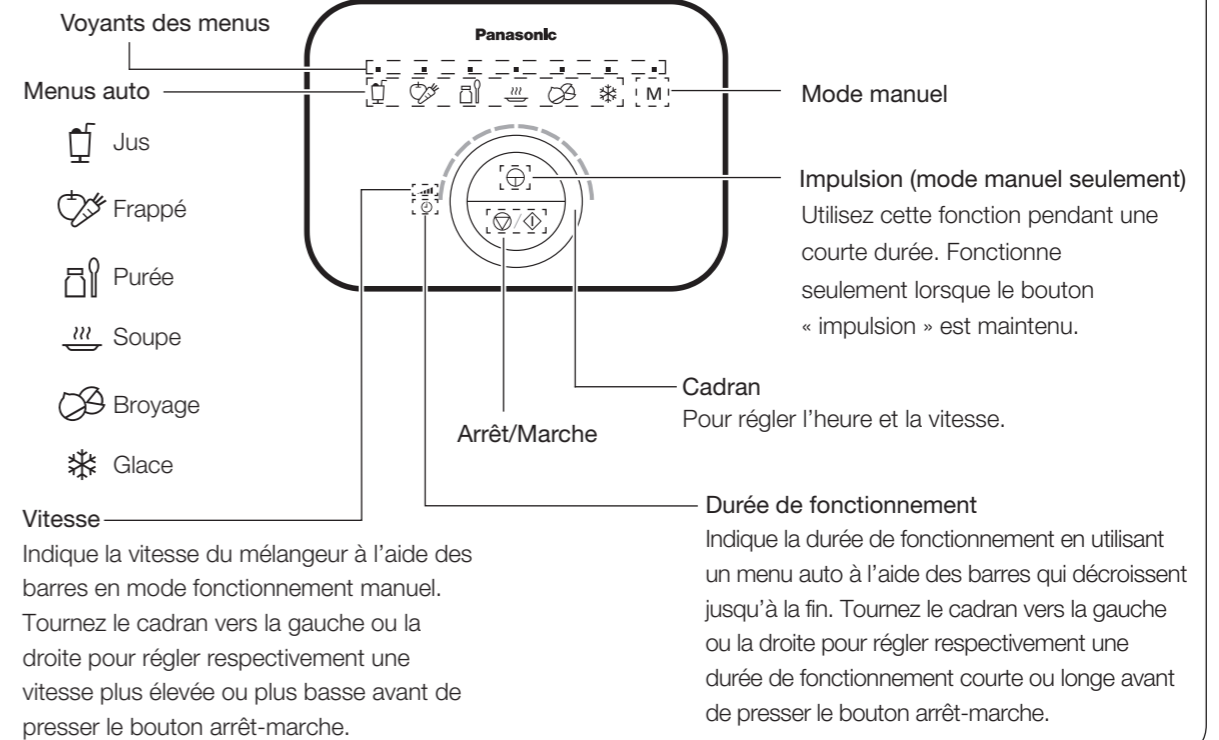 Voyants des menus
Panasonic
Menus auto
M
Mode manuel
Jus
Frappé
Purée
Soupe
Broyage
Glace
Impulsion (mode manuel seulement)
Utilisez cette fonction pendant une
courte durée. Fonctionne
seulement lorsque le bouton
« impulsion » est maintenu.
Cadran
Pour régler l’heure et la vitesse.
Arrêt/Marche
Vitesse
Indique la vitesse du mélangeur à l’aide des
barres en mode fonctionnement manuel.
Tournez le cadran vers la gauche ou la
droite pour régler respectivement une
vitesse plus élevée ou plus basse avant de
presser le bouton arrêt-marche.
Durée de fonctionnement
Indique la durée de fonctionnement en utilisant
un menu auto à l’aide des barres qui décroissent
jusqu’à la fin. Tournez le cadran vers la gauche
ou la droite pour régler respectivement une
durée de fonctionnement courte ou longe avant
de presser le bouton arrêt-marche.